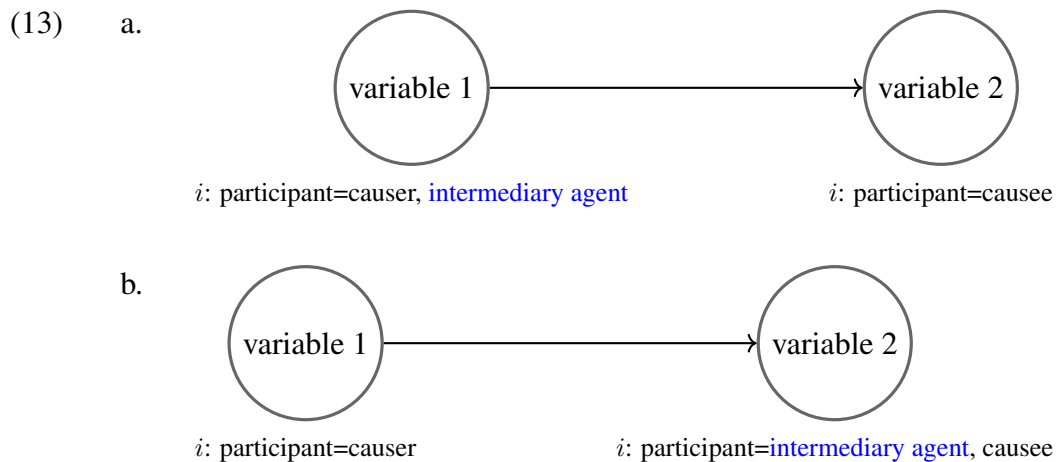 (13) a.
variable 1 variable 2
i: participant=causer, intermediary agent i: participant=causee
b.
variable 1 variable 2
i: participant=causer i: participant=intermediary agent, causee